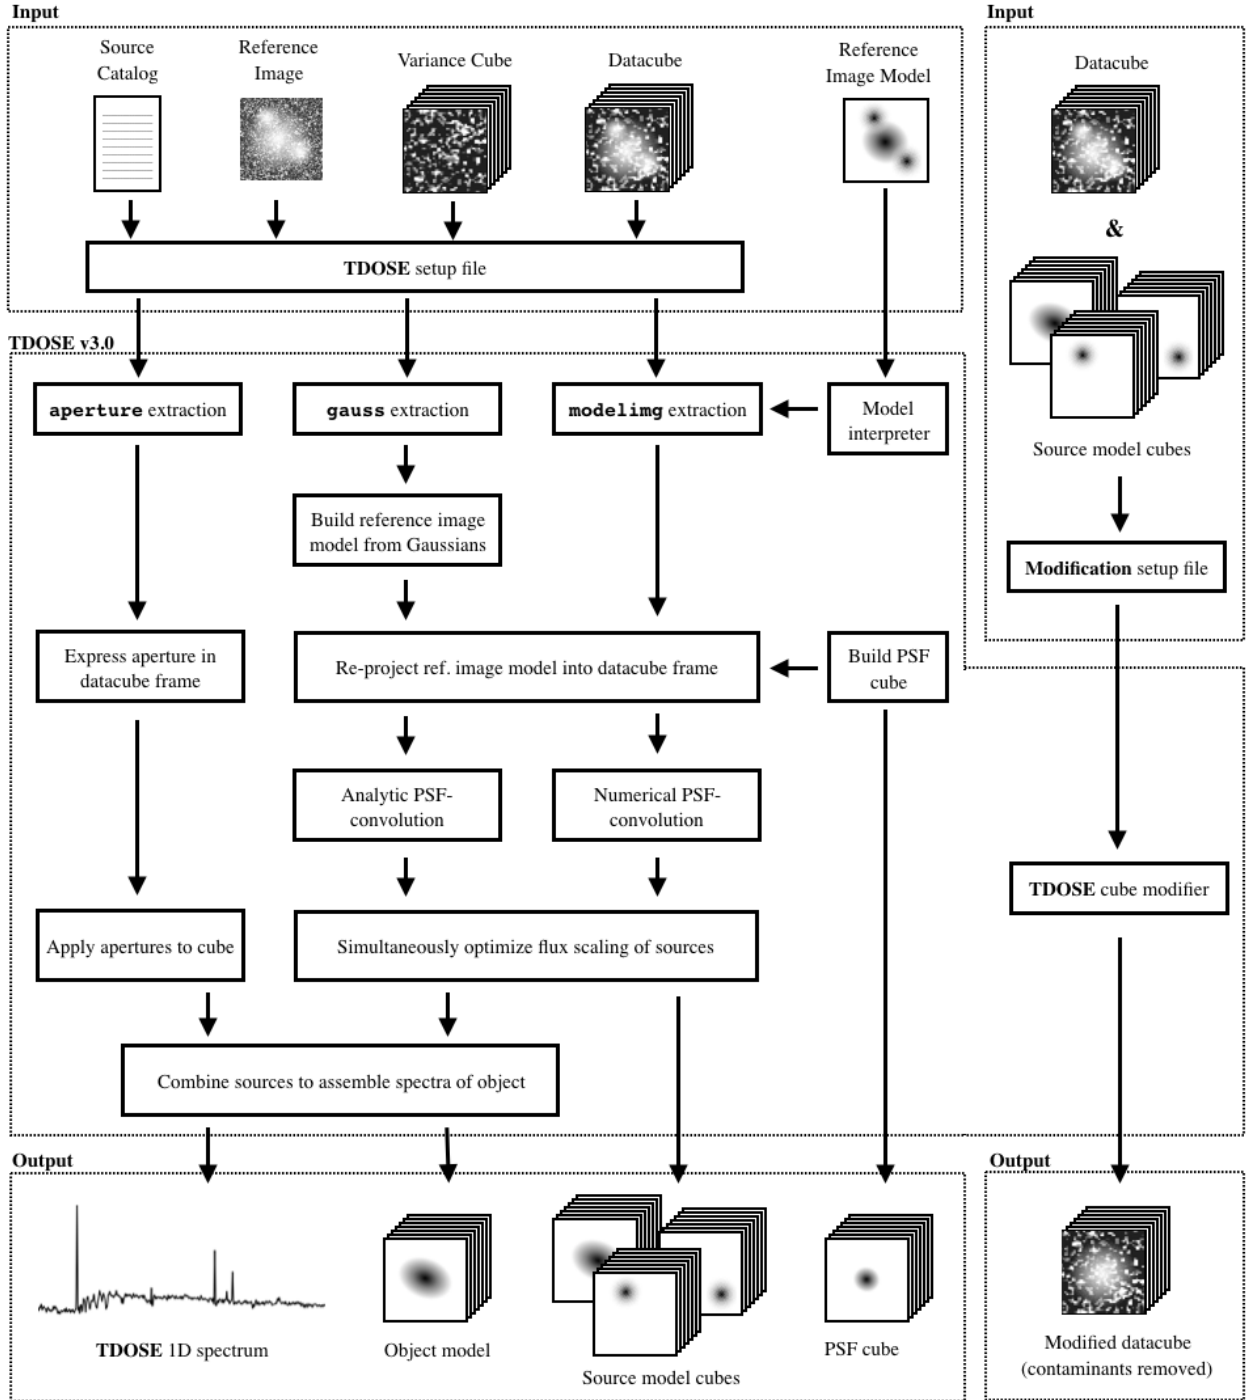 Input
Source
Catalog
Reference
Image
Variance Cube
Datacube
Reference
Image Model
TDOSE setup file
Input
Datacube
&
Source model cubes
Modification setup file
TDOSE v3.0
aperture extraction
gauss extraction
modelimg extraction
Model
interpreter
Build reference image
model from Gaussians
Express aperture in
datacube frame
Re-project ref. image model into datacube frame
Build PSF
cube
Analytic PSF-
convolution
Numerical PSF-
convolution
TDOSE cube modifier
Apply apertures to cube
Simultaneously optimize flux scaling of sources
Combine sources to assemble spectra of object
Output
TDOSE 1D spectrum
Object model
Source model cubes
PSF cube
Output
Modified datacube
(contaminants removed)